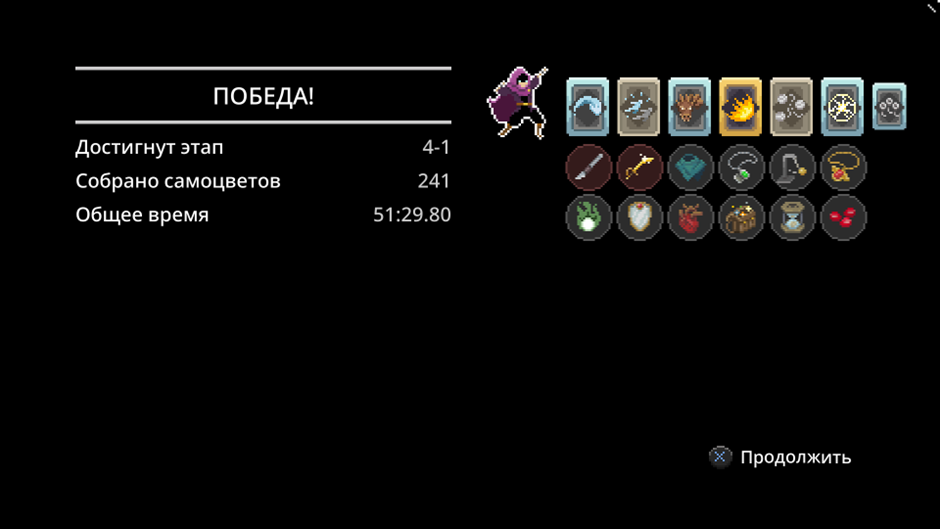 ПОБЕДА!
Достигнут этап 4-1
Собрано самоцветов 241
Общее время 51:29.80
Продолжить